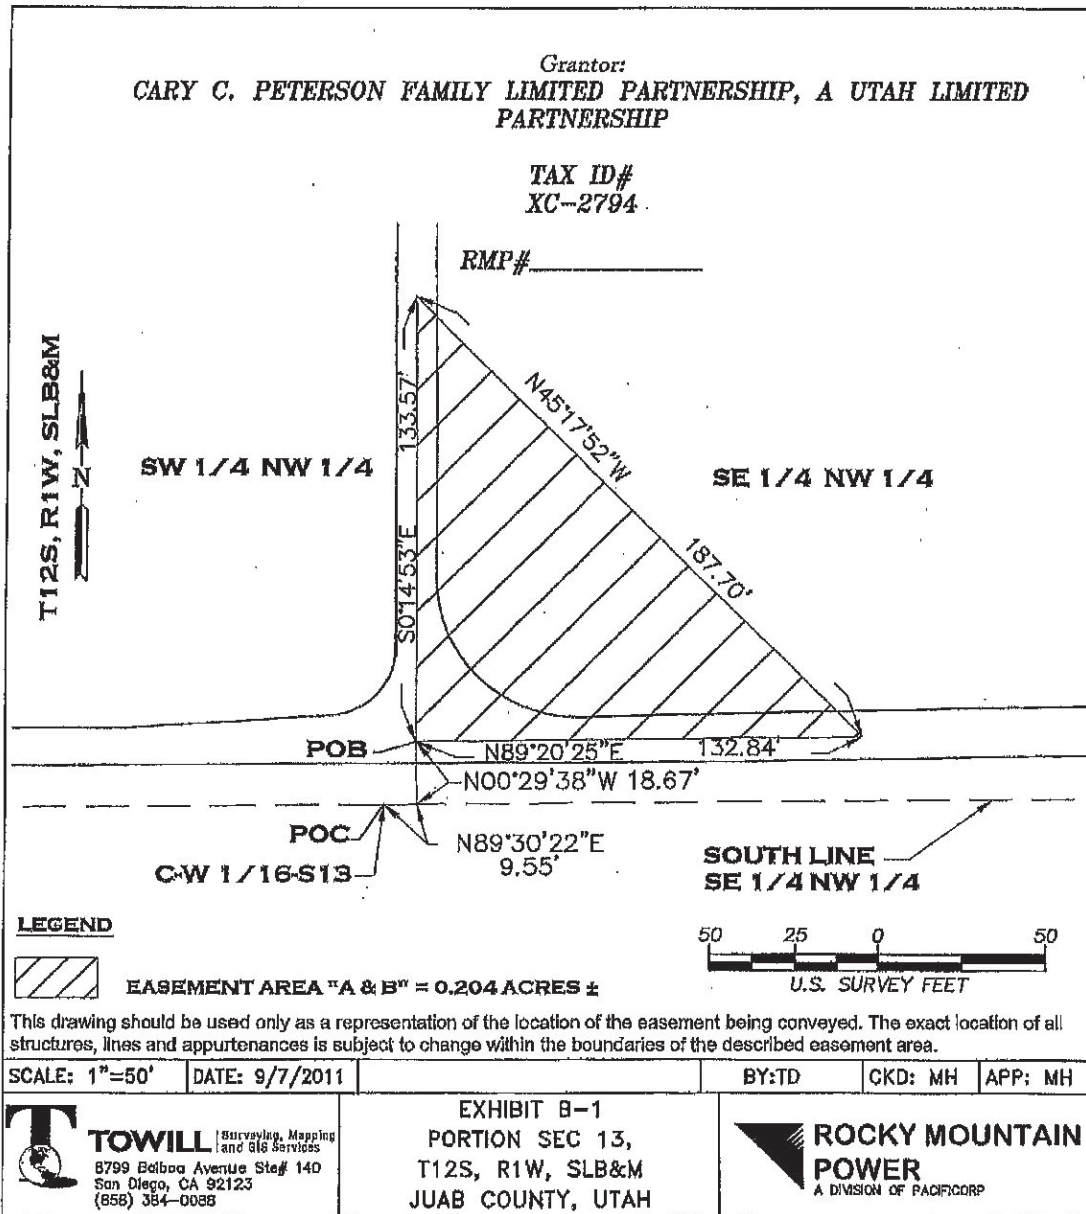 Grantor:
CARY C. PETERSON FAMILY LIMITED PARTNERSHIP, A UTAH LIMITED
PARTNERSHIP
TAX ID#
XC-2794
RMP#
T12S, R1W, SLB&M
N
SW 1/4 NW 1/4
133.57'
S0°14'53"E
N45°17'52"W
187.70'
SE 1/4 NW 1/4
POB
N89°20'25"E
132.84'
N00°29'38"W 18.67'
POC
N89°30'22"E
9.55'
C-W 1/16-S13
SOUTH LINE
SE 1/4 NW 1/4
LEGEND
EASEMENT AREA "A & B" = 0.204 ACRES ±
50 25 0 50
U.S. SURVEY FEET
This drawing should be used only as a representation of the location of the easement being conveyed. The exact location of all
structures, lines and appurtenances is subject to change within the boundaries of the described easement area.
SCALE: 1"=50' DATE: 9/7/2011 BY:TD CKD: MH APP: MH
TOWILL Surveying, Mapping
and GIS Services
8799 Balboa Avenue Ste# 140
San Diego, CA 92123
(858) 384-0088
EXHIBIT B-1
PORTION SEC 13,
T12S, R1W, SLB&M
JUAB COUNTY, UTAH
ROCKY MOUNTAIN
POWER
A DIVISION OF PACIFICORP